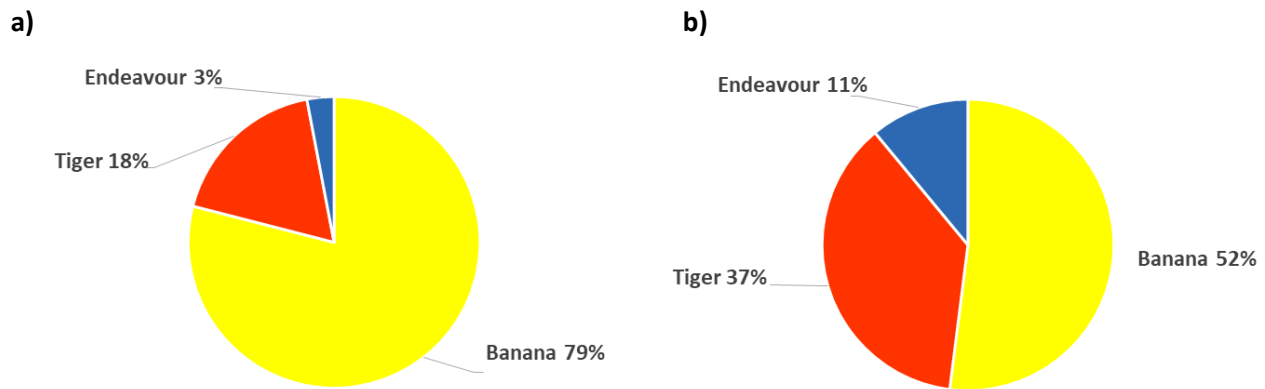 a)
Endeavour 3%
Tiger 18%
Banana 79%
b)
Endeavour 11%
Tiger 37%
Banana 52%